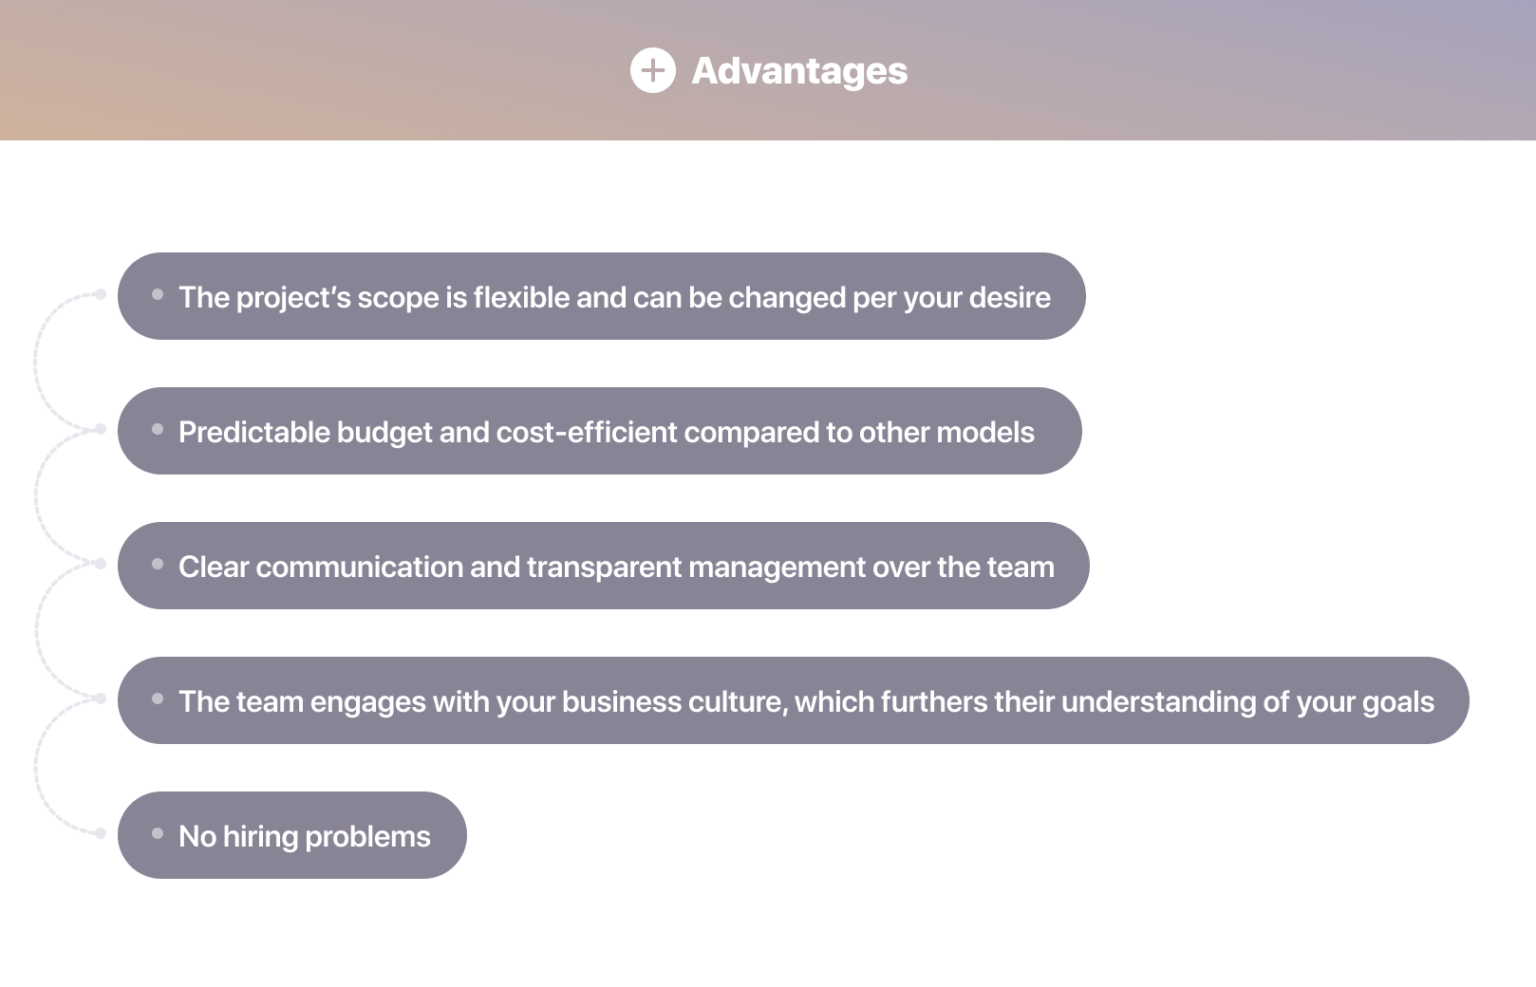 Advantages
The project’s scope is flexible and can be changed per your desire
Predictable budget and cost-efficient compared to other models
Clear communication and transparent management over the team
The team engages with your business culture, which furthers their understanding of your goals
No hiring problems